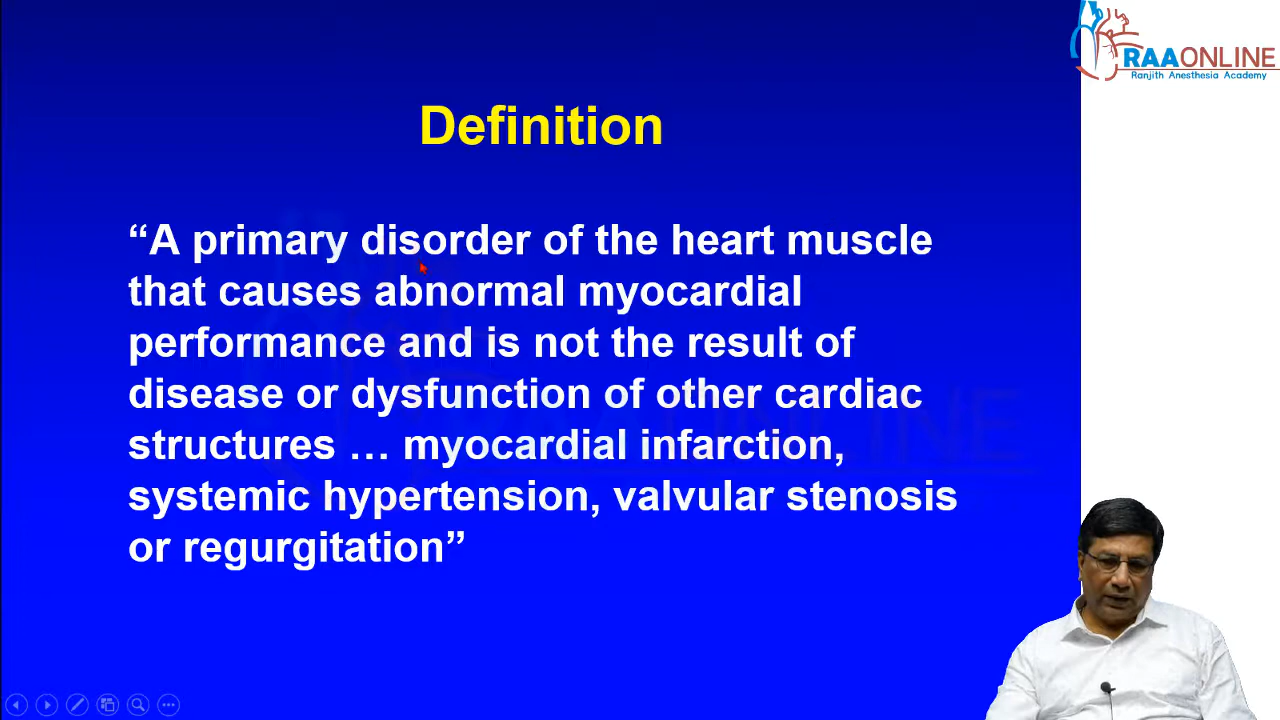 RAAONLINE
Ranjith Anesthesia Academy
Definition
“A primary disorder of the heart muscle
that causes abnormal myocardial
performance and is not the result of
disease or dysfunction of other cardiac
structures … myocardial infarction,
systemic hypertension, valvular stenosis
or regurgitation”